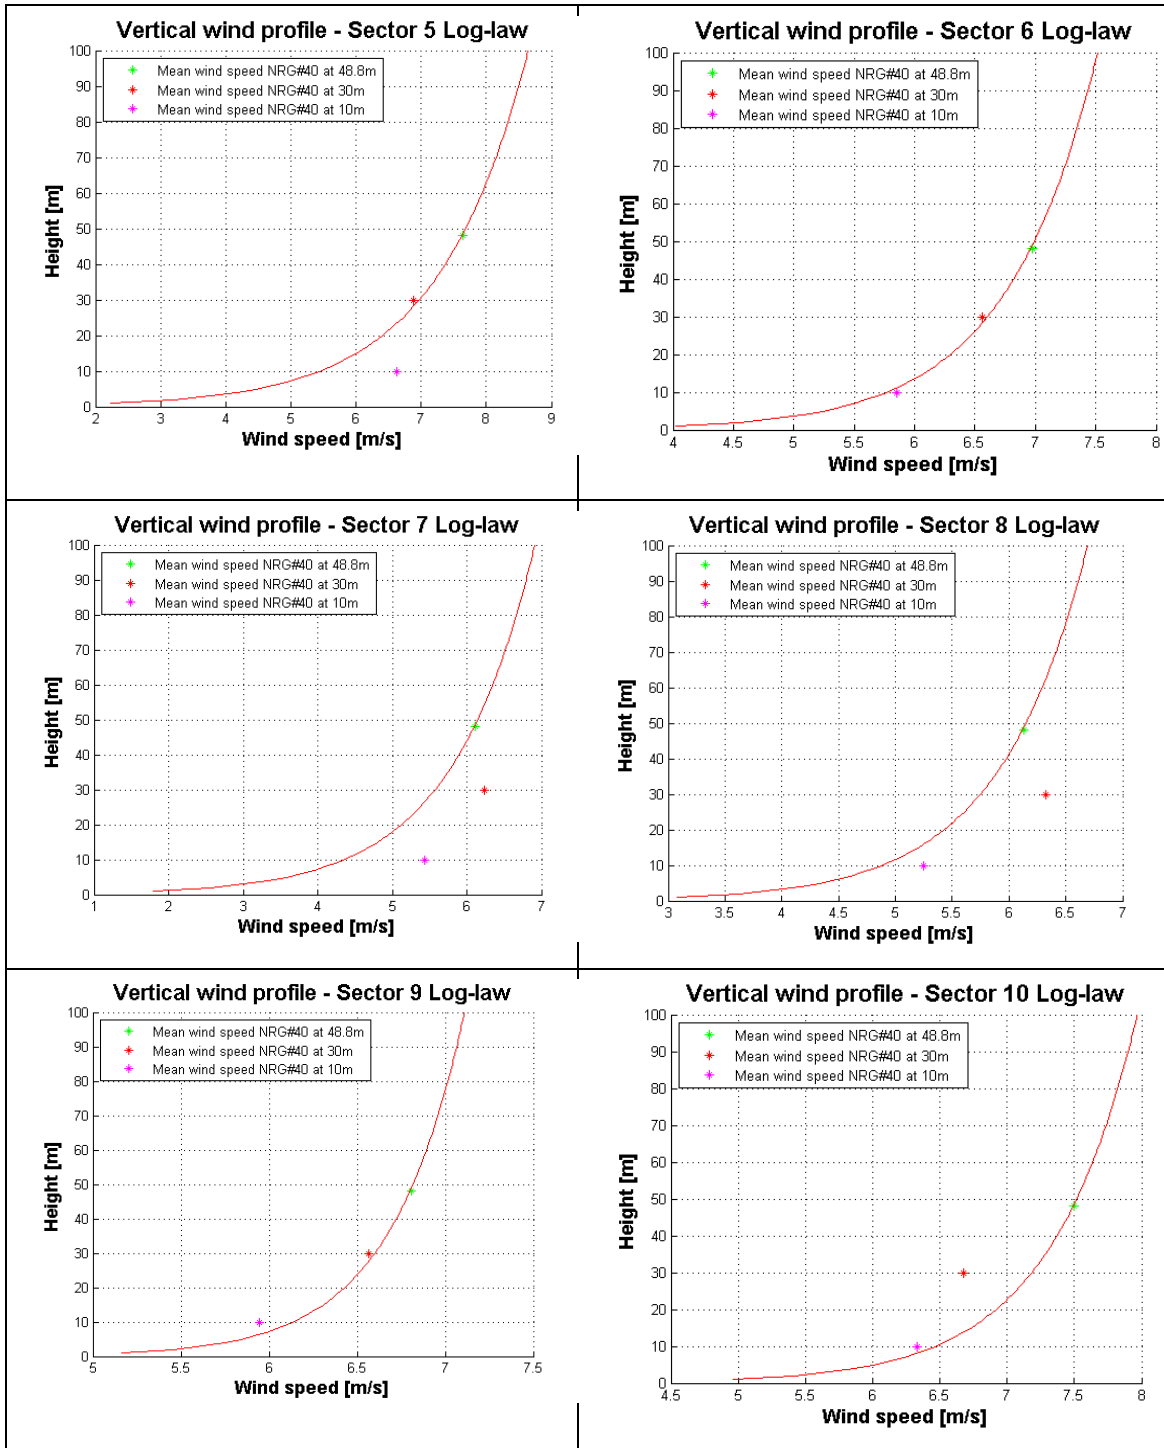 Vertical wind profile - Sector 5 Log-law
Mean wind speed NRG#40 at 48.8m
Mean wind speed NRG#40 at 30m
Mean wind speed NRG#40 at 10m
100
90
80
70
60
50
40
30
20
10
0
Height [m]
2 3 4 5 6 7 8 9
Wind speed [m/s]
Vertical wind profile - Sector 6 Log-law
Mean wind speed NRG#40 at 48.8m
Mean wind speed NRG#40 at 30m
Mean wind speed NRG#40 at 10m
100
90
80
70
60
50
40
30
20
10
0
Height [m]
4 4.5 5 5.5 6 6.5 7 7.5 8
Wind speed [m/s]
Vertical wind profile - Sector 7 Log-law
Mean wind speed NRG#40 at 48.8m
Mean wind speed NRG#40 at 30m
Mean wind speed NRG#40 at 10m
100
90
80
70
60
50
40
30
20
10
0
Height [m]
1 2 3 4 5 6 7
Wind speed [m/s]
Vertical wind profile - Sector 8 Log-law
Mean wind speed NRG#40 at 48.8m
Mean wind speed NRG#40 at 30m
Mean wind speed NRG#40 at 10m
100
90
80
70
60
50
40
30
20
10
0
Height [m]
3 3.5 4 4.5 5 5.5 6 6.5 7
Wind speed [m/s]
Vertical wind profile - Sector 9 Log-law
Mean wind speed NRG#40 at 48.8m
Mean wind speed NRG#40 at 30m
Mean wind speed NRG#40 at 10m
100
90
80
70
60
50
40
30
20
10
0
Height [m]
5 5.5 6 6.5 7 7.5
Wind speed [m/s]
Vertical wind profile - Sector 10 Log-law
Mean wind speed NRG#40 at 48.8m
Mean wind speed NRG#40 at 30m
Mean wind speed NRG#40 at 10m
100
90
80
70
60
50
40
30
20
10
0
Height [m]
4.5 5 5.5 6 6.5 7 7.5 8
Wind speed [m/s]